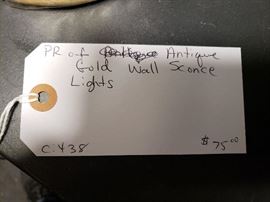 PR of Antique
Gold Wall Sconce
Lights
C. 438
$75.00